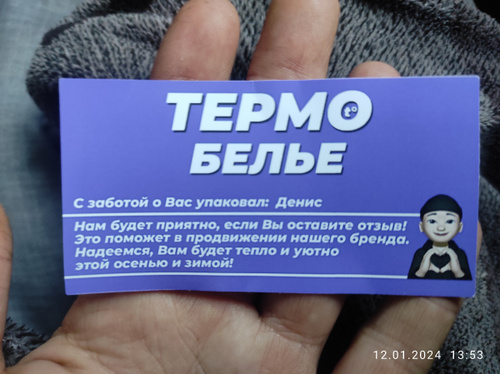 ТЕРМО
t°
БЕЛЬЕ
С заботой о Вас упаковал: Денис
Нам будет приятно, если Вы оставите отзыв!
Это поможет в продвижении нашего бренда.
Надеемся, Вам будет тепло и уютно
этой осенью и зимой!
12.01.2024 13:53